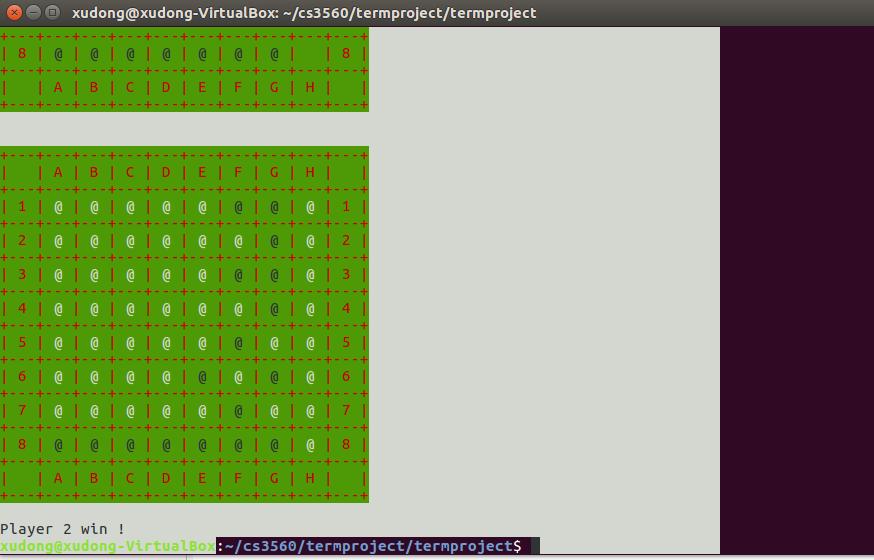 xudong@xudong-VirtualBox: ~/cs3560/termproject/termproject
+---+---+---+---+---+---+---+---+---+---+
| 8 | @ | @ | @ | @ | @ | @ | @ |   | 8 |
+---+---+---+---+---+---+---+---+---+---+
|   | A | B | C | D | E | F | G | H |   |
+---+---+---+---+---+---+---+---+---+---+
+---+---+---+---+---+---+---+---+---+---+
|   | A | B | C | D | E | F | G | H |   |
+---+---+---+---+---+---+---+---+---+---+
| 1 | @ | @ | @ | @ | @ | @ | @ | @ | 1 |
+---+---+---+---+---+---+---+---+---+---+
| 2 | @ | @ | @ | @ | @ | @ | @ | @ | 2 |
+---+---+---+---+---+---+---+---+---+---+
| 3 | @ | @ | @ | @ | @ | @ | @ | @ | 3 |
+---+---+---+---+---+---+---+---+---+---+
| 4 | @ | @ | @ | @ | @ | @ | @ | @ | 4 |
+---+---+---+---+---+---+---+---+---+---+
| 5 | @ | @ | @ | @ | @ | @ | @ | @ | 5 |
+---+---+---+---+---+---+---+---+---+---+
| 6 | @ | @ | @ | @ | @ | @ | @ | @ | 6 |
+---+---+---+---+---+---+---+---+---+---+
| 7 | @ | @ | @ | @ | @ | @ | @ | @ | 7 |
+---+---+---+---+---+---+---+---+---+---+
| 8 | @ | @ | @ | @ | @ | @ | @ | @ | 8 |
+---+---+---+---+---+---+---+---+---+---+
|   | A | B | C | D | E | F | G | H |   |
+---+---+---+---+---+---+---+---+---+---+
Player 2 win !
xudong@xudong-VirtualBox:~/cs3560/termproject/termproject$